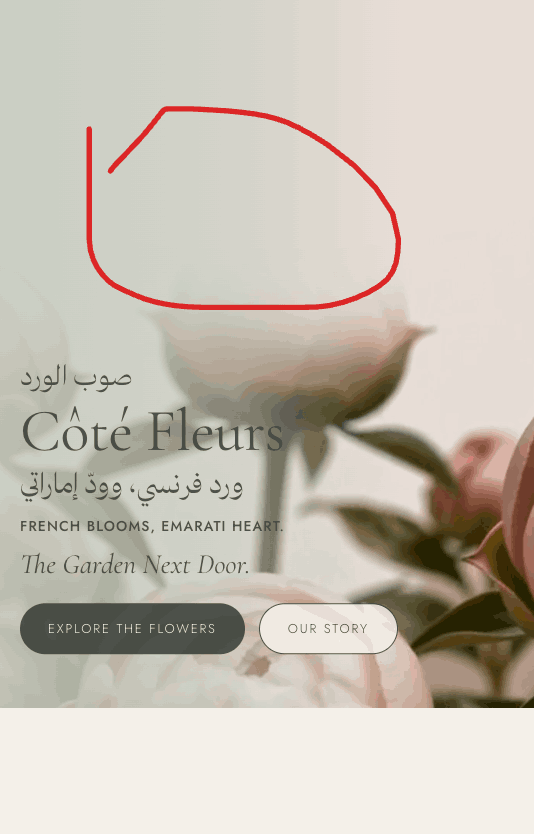 صوب الورد
Côté Fleurs
ورد فرنسي، وودّ إماراتي
FRENCH BLOOMS, EMARATI HEART.
The Garden Next Door.
EXPLORE THE FLOWERS
OUR STORY